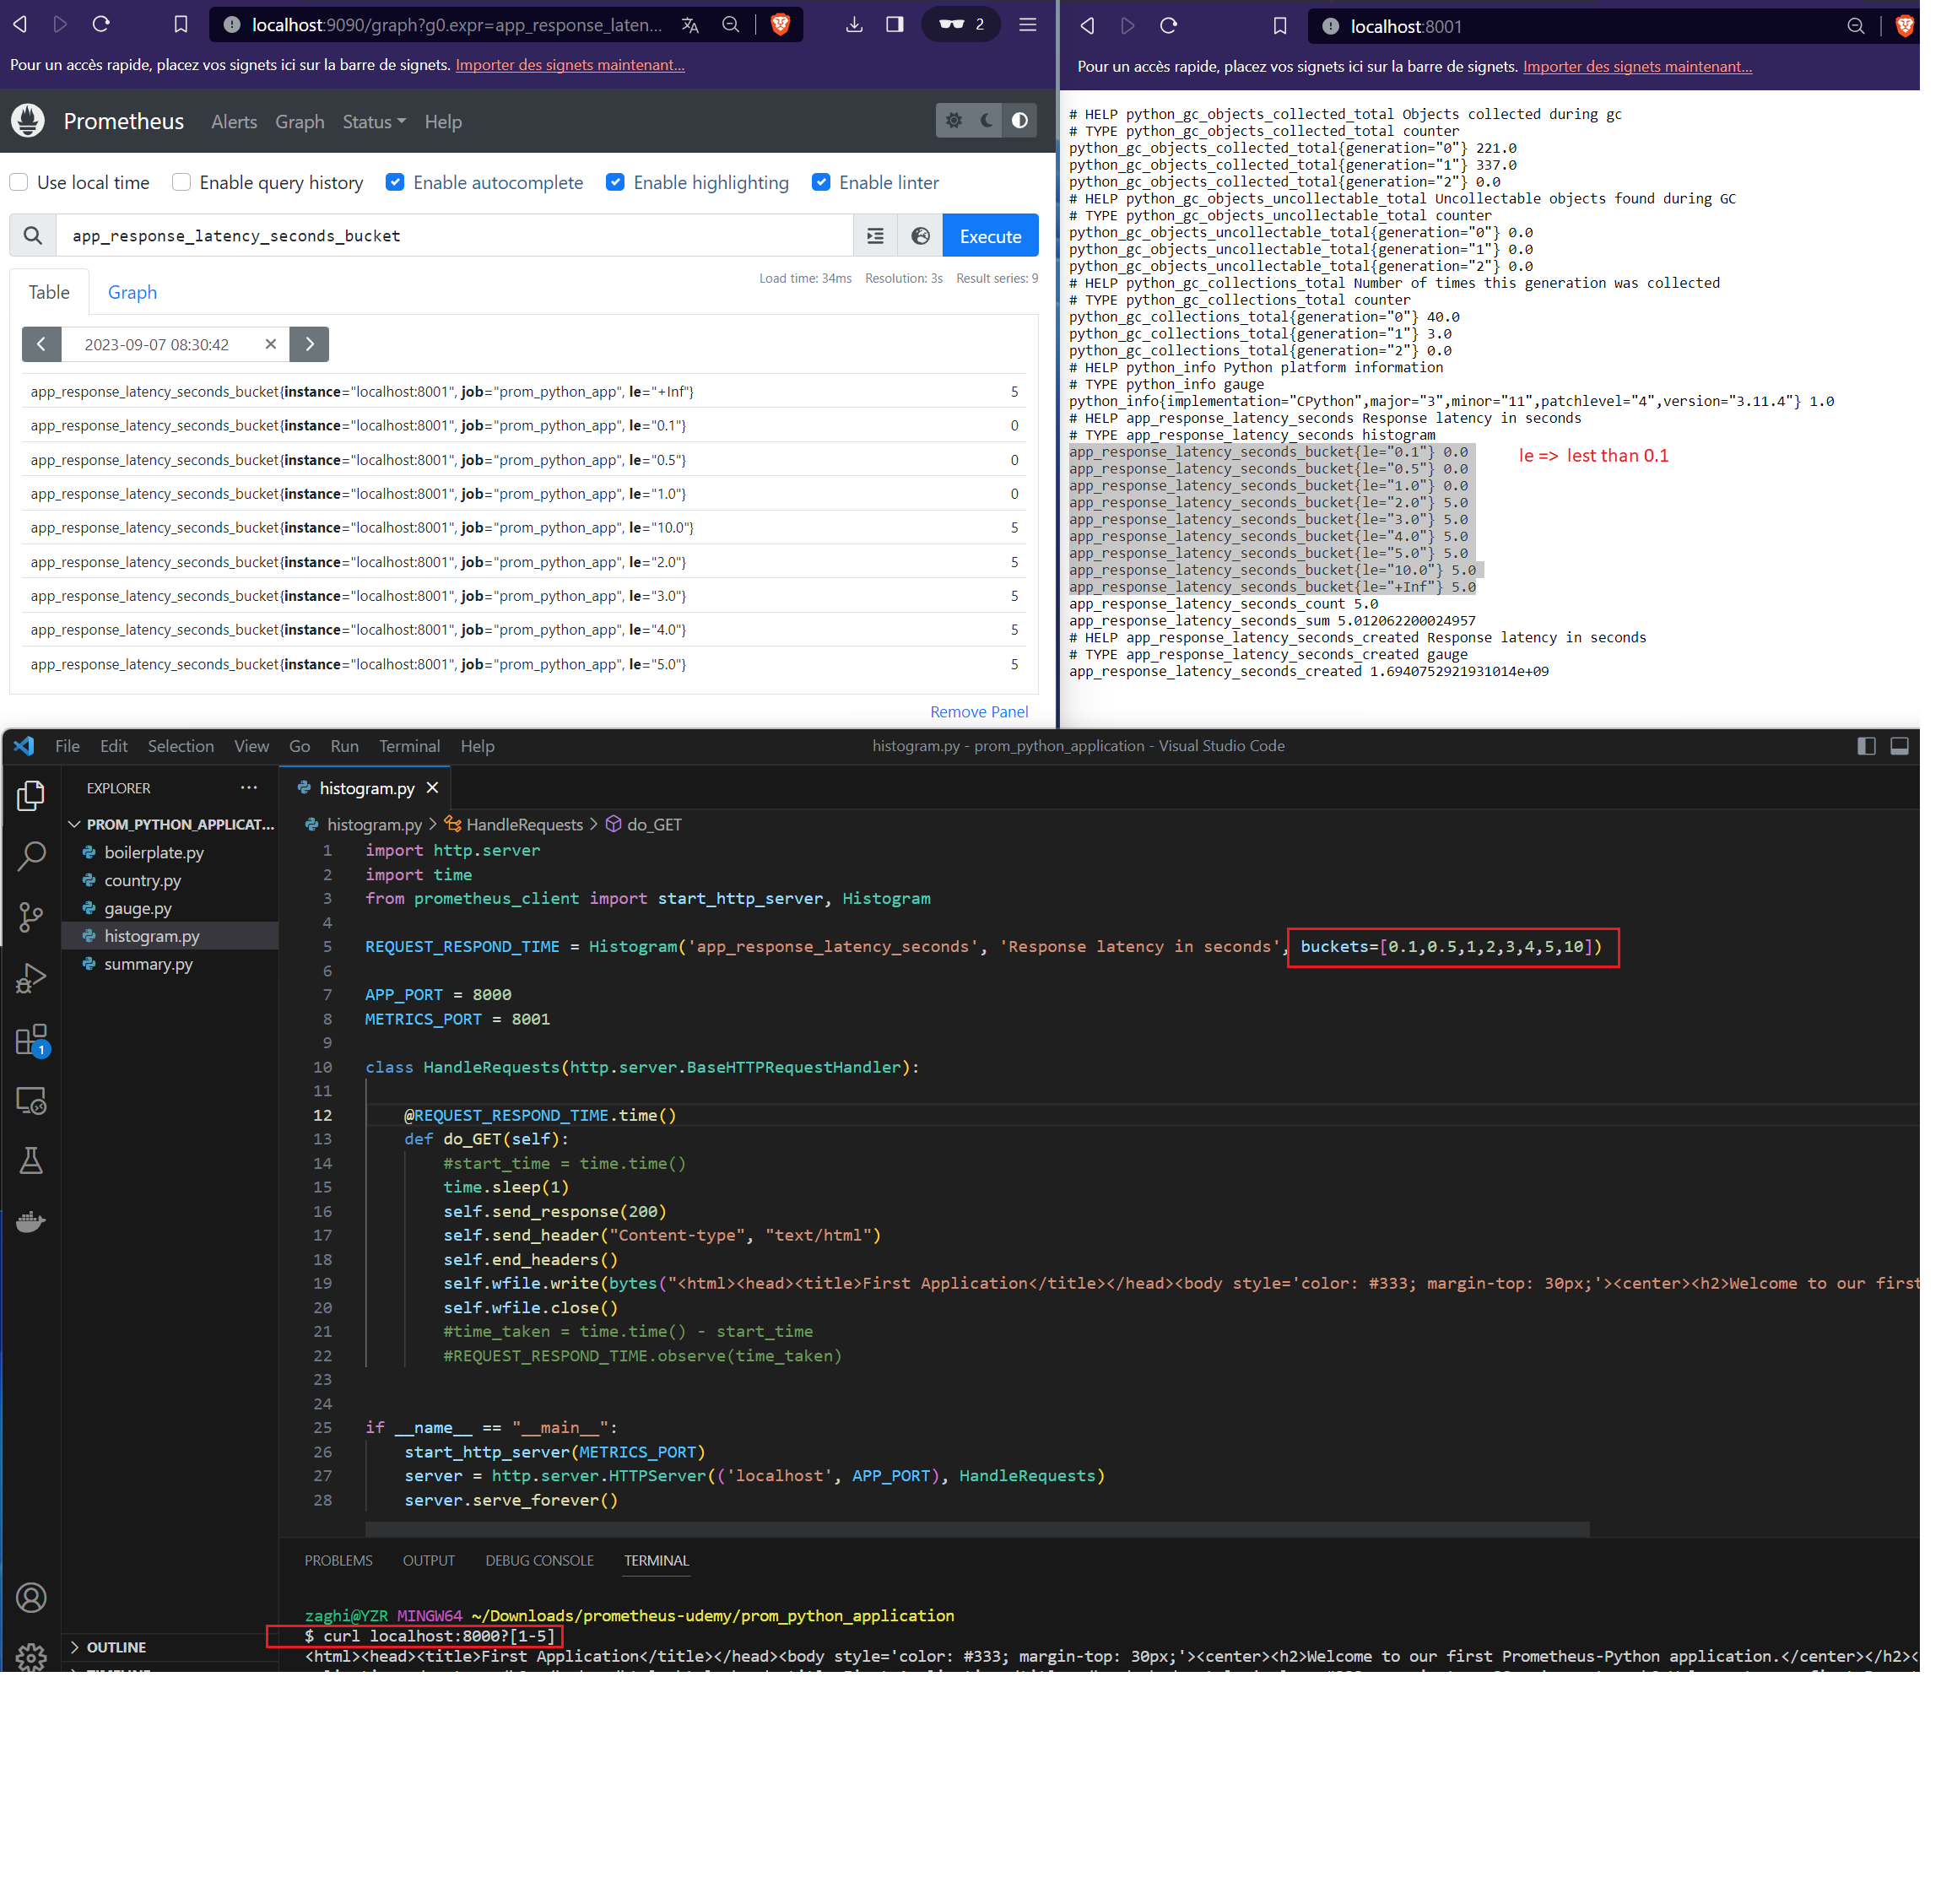 localhost:9090/graph?g0.expr=app_response_laten...
2
Pour un accès rapide, placez vos signets ici sur la barre de signets. Importer des signets maintenant...
Prometheus Alerts Graph Status Help
Use local time Enable query history Enable autocomplete Enable highlighting Enable linter
app_response_latency_seconds_bucket
Execute
Load time: 34ms Resolution: 3s Result series: 9
Table Graph
2023-09-07 08:30:42
app_response_latency_seconds_bucket{instance="localhost:8001", job="prom_python_app", le="+Inf"} 5
app_response_latency_seconds_bucket{instance="localhost:8001", job="prom_python_app", le="0.1"} 0
app_response_latency_seconds_bucket{instance="localhost:8001", job="prom_python_app", le="0.5"} 0
app_response_latency_seconds_bucket{instance="localhost:8001", job="prom_python_app", le="1.0"} 0
app_response_latency_seconds_bucket{instance="localhost:8001", job="prom_python_app", le="10.0"} 5
app_response_latency_seconds_bucket{instance="localhost:8001", job="prom_python_app", le="2.0"} 5
app_response_latency_seconds_bucket{instance="localhost:8001", job="prom_python_app", le="3.0"} 5
app_response_latency_seconds_bucket{instance="localhost:8001", job="prom_python_app", le="4.0"} 5
app_response_latency_seconds_bucket{instance="localhost:8001", job="prom_python_app", le="5.0"} 5
Remove Panel
localhost:8001
Pour un accès rapide, placez vos signets ici sur la barre de signets. Importer des signets maintenant...
# HELP python_gc_objects_collected_total Objects collected during gc
# TYPE python_gc_objects_collected_total counter
python_gc_objects_collected_total{generation="0"} 221.0
python_gc_objects_collected_total{generation="1"} 337.0
python_gc_objects_collected_total{generation="2"} 0.0
# HELP python_gc_objects_uncollectable_total Uncollectable objects found during GC
# TYPE python_gc_objects_uncollectable_total counter
python_gc_objects_uncollectable_total{generation="0"} 0.0
python_gc_objects_uncollectable_total{generation="1"} 0.0
python_gc_objects_uncollectable_total{generation="2"} 0.0
# HELP python_gc_collections_total Number of times this generation was collected
# TYPE python_gc_collections_total counter
python_gc_collections_total{generation="0"} 40.0
python_gc_collections_total{generation="1"} 3.0
python_gc_collections_total{generation="2"} 0.0
# HELP python_info Python platform information
# TYPE python_info gauge
python_info{implementation="CPython",major="3",minor="11",patchlevel="4",version="3.11.4"} 1.0
# HELP app_response_latency_seconds Response latency in seconds
# TYPE app_response_latency_seconds histogram
app_response_latency_seconds_bucket{le="0.1"} 0.0
le => lest than 0.1
app_response_latency_seconds_bucket{le="0.5"} 0.0
app_response_latency_seconds_bucket{le="1.0"} 0.0
app_response_latency_seconds_bucket{le="2.0"} 5.0
app_response_latency_seconds_bucket{le="3.0"} 5.0
app_response_latency_seconds_bucket{le="4.0"} 5.0
app_response_latency_seconds_bucket{le="5.0"} 5.0
app_response_latency_seconds_bucket{le="10.0"} 5.0
app_response_latency_seconds_bucket{le="+Inf"} 5.0
app_response_latency_seconds_count 5.0
app_response_latency_seconds_sum 5.012062200024957
# HELP app_response_latency_seconds_created Response latency in seconds
# TYPE app_response_latency_seconds_created gauge
app_response_latency_seconds_created 1.6940752921931014e+09
File Edit Selection View Go Run Terminal Help histogram.py - prom_python_application - Visual Studio Code
EXPLORER ...
PROM_PYTHON_APPLICAT...
boilerplate.py
country.py
gauge.py
histogram.py
summary.py
1
OUTLINE
histogram.py
histogram.py > HandleRequests > do_GET
1 import http.server
2 import time
3 from prometheus_client import start_http_server, Histogram
4
5 REQUEST_RESPOND_TIME = Histogram('app_response_latency_seconds', 'Response latency in seconds', buckets=[0.1,0.5,1,2,3,4,5,10])
6
7 APP_PORT = 8000
8 METRICS_PORT = 8001
9
10 class HandleRequests(http.server.BaseHTTPRequestHandler):
11
12 @REQUEST_RESPOND_TIME.time()
13 def do_GET(self):
14 #start_time = time.time()
15 time.sleep(1)
16 self.send_response(200)
17 self.send_header("Content-type", "text/html")
18 self.end_headers()
19 self.wfile.write(bytes("<html><head><title>First Application</title></head><body style='color: #333; margin-top: 30px;'><center><h2>Welcome to our first
20 self.wfile.close()
21 #time_taken = time.time() - start_time
22 #REQUEST_RESPOND_TIME.observe(time_taken)
23
24
25 if __name__ == "__main__":
26 start_http_server(METRICS_PORT)
27 server = http.server.HTTPServer(('localhost', APP_PORT), HandleRequests)
28 server.serve_forever()
PROBLEMS OUTPUT DEBUG CONSOLE TERMINAL
zaghi@YZR MINGW64 ~/Downloads/prometheus-udemy/prom_python_application
$ curl localhost:8000?[1-5]
<html><head><title>First Application</title></head><body style='color: #333; margin-top: 30px;'><center><h2>Welcome to our first Prometheus-Python application.</center></h2><